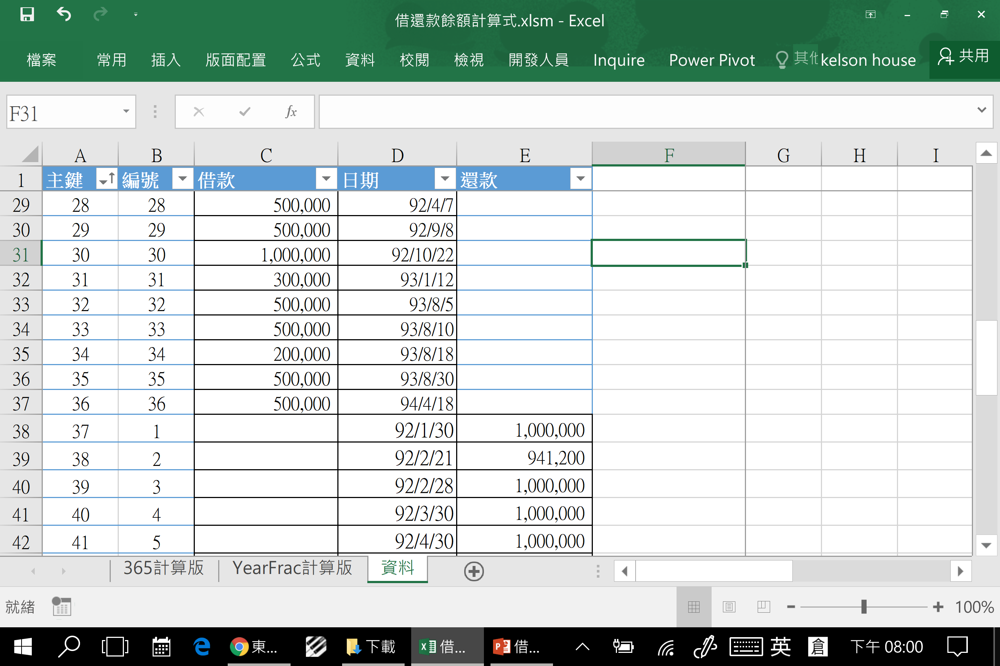 借還款餘額計算式.xlsm - Excel
檔案 常用 插入 版面配置 公式 資料 校閱 檢視 開發人員 Inquire Power Pivot 其他 kelson house 共用
F31 fx
A B C D E F G H I
1 主鍵 編號 借款 日期 還款
29 28 28 500,000 92/4/7
30 29 29 500,000 92/9/8
31 30 30 1,000,000 92/10/22
32 31 31 300,000 93/1/12
33 32 32 500,000 93/8/5
34 33 33 500,000 93/8/10
35 34 34 200,000 93/8/18
36 35 35 500,000 93/8/30
37 36 36 500,000 94/4/18
38 37 1 92/1/30 1,000,000
39 38 2 92/2/21 941,200
40 39 3 92/2/28 1,000,000
41 40 4 92/3/30 1,000,000
42 41 5 92/4/30 1,000,000
365計算版 YearFrac計算版 資料
就緒 100%
東... 下載 借... 借... 英 倉 下午 08:00